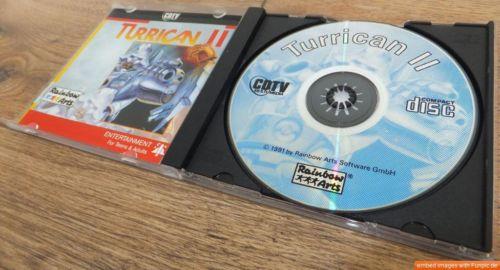 CDTV
TURRICAN II
Rainbow
Arts
ENTERTAINMENT
For Teens & Adults
Turrican II
CDTV
MULTIMEDIA
COMPACT
disc
© 1991 by Rainbow Arts Software GmbH
Rainbow
Arts
®
embed images with Funpic.de